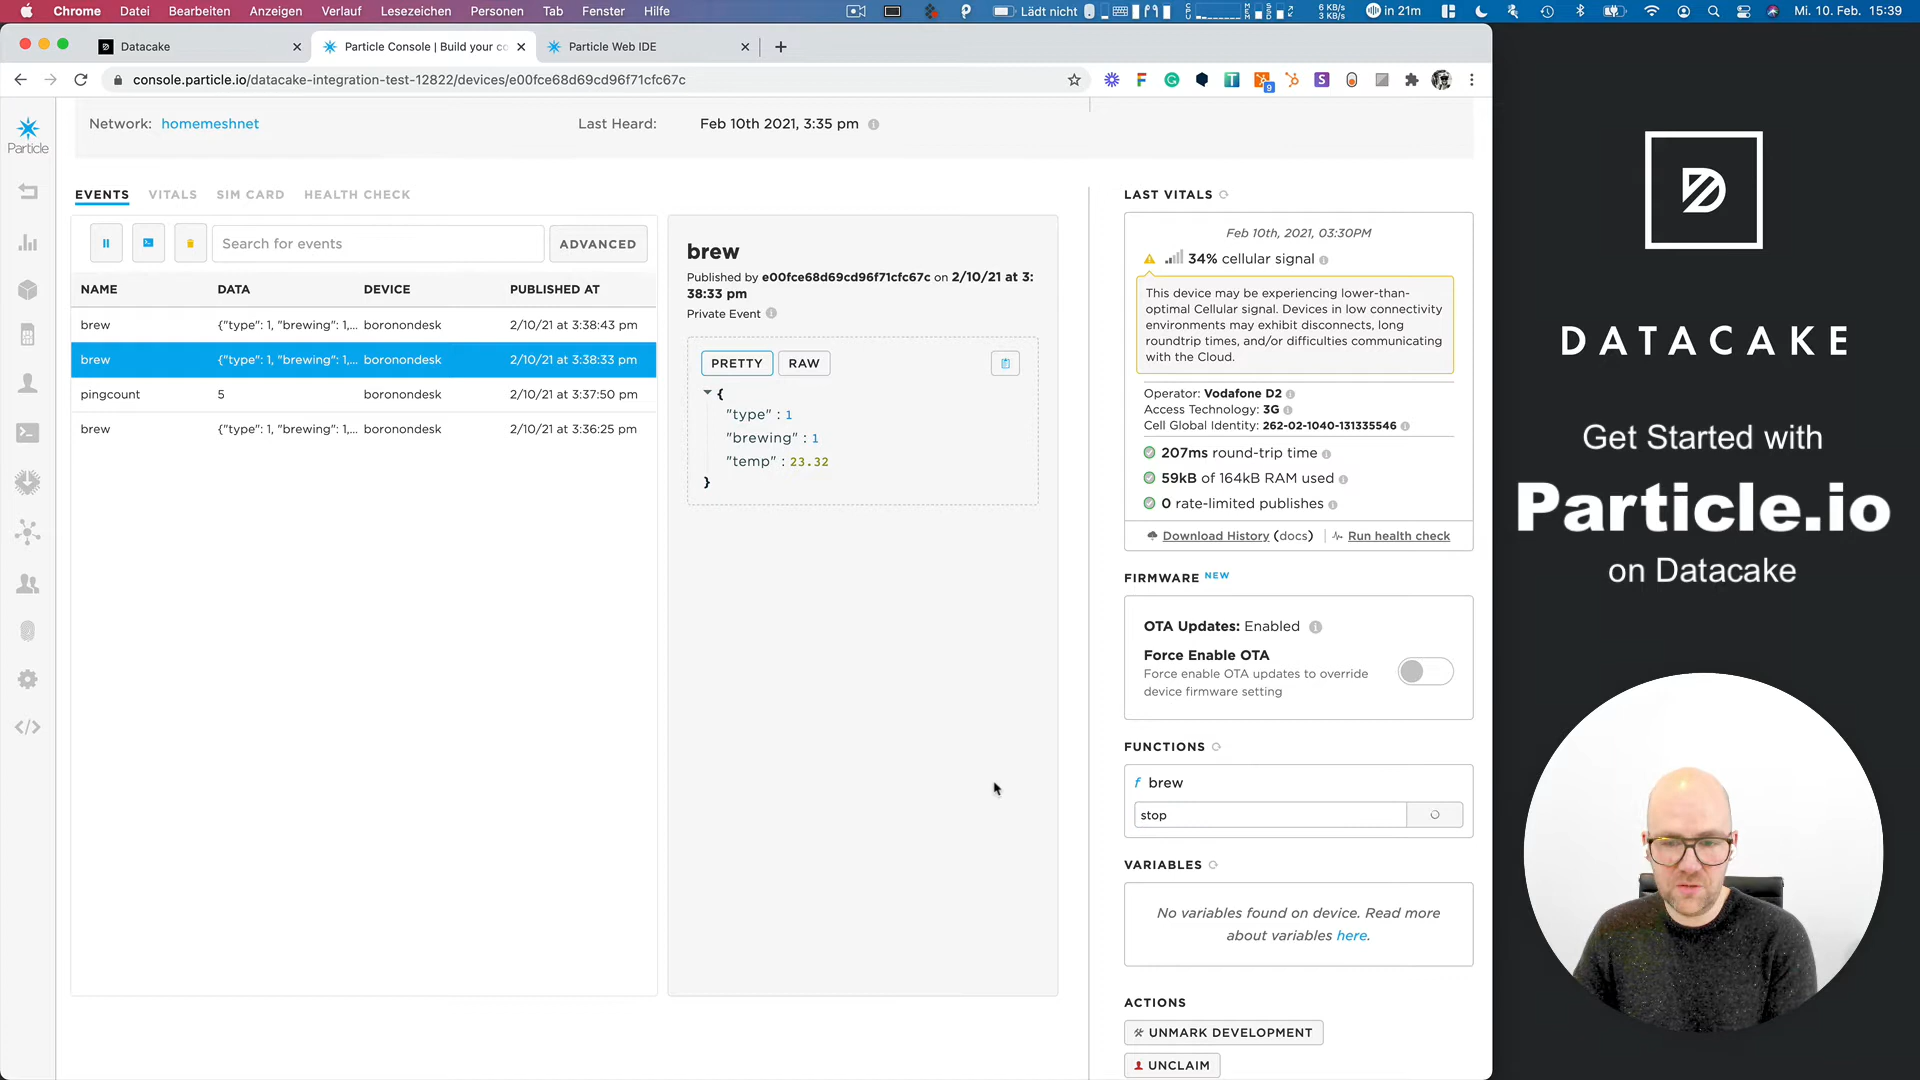 Chrome Datei Bearbeiten Anzeigen Verlauf Lesezeichen Personen Tab Fenster Hilfe Lädt nicht 6 KB/s 3 KB/s in 21m Mi. 10. Feb. 15:39
Datacake Particle Console | Build your co Particle Web IDE
console.particle.io/datacake-integration-test-12822/devices/e00fce68d69cd96f71cfc67c
Particle
Network: homemeshnet Last Heard: Feb 10th 2021, 3:35 pm
EVENTS VITALS SIM CARD HEALTH CHECK
Search for events ADVANCED
NAME DATA DEVICE PUBLISHED AT
brew {"type": 1, "brewing": 1,... boronondesk 2/10/21 at 3:38:43 pm
brew {"type": 1, "brewing": 1,... boronondesk 2/10/21 at 3:38:33 pm
pingcount 5 boronondesk 2/10/21 at 3:37:50 pm
brew {"type": 1, "brewing": 1,... boronondesk 2/10/21 at 3:36:25 pm
brew
Published by e00fce68d69cd96f71cfc67c on 2/10/21 at 3:
38:33 pm
Private Event
PRETTY RAW
{
"type" : 1
"brewing" : 1
"temp" : 23.32
}
LAST VITALS
Feb 10th, 2021, 03:30PM
34% cellular signal
This device may be experiencing lower-than-
optimal Cellular signal. Devices in low connectivity
environments may exhibit disconnects, long
roundtrip times, and/or difficulties communicating
with the Cloud.
Operator: Vodafone D2
Access Technology: 3G
Cell Global Identity: 262-02-1040-131335546
207ms round-trip time
59kB of 164kB RAM used
0 rate-limited publishes
Download History (docs) Run health check
FIRMWARE NEW
OTA Updates: Enabled
Force Enable OTA
Force enable OTA updates to override
device firmware setting
FUNCTIONS
f brew
stop
VARIABLES
No variables found on device. Read more
about variables here.
ACTIONS
UNMARK DEVELOPMENT
UNCLAIM
DATACAKE
Get Started with
Particle.io
on Datacake